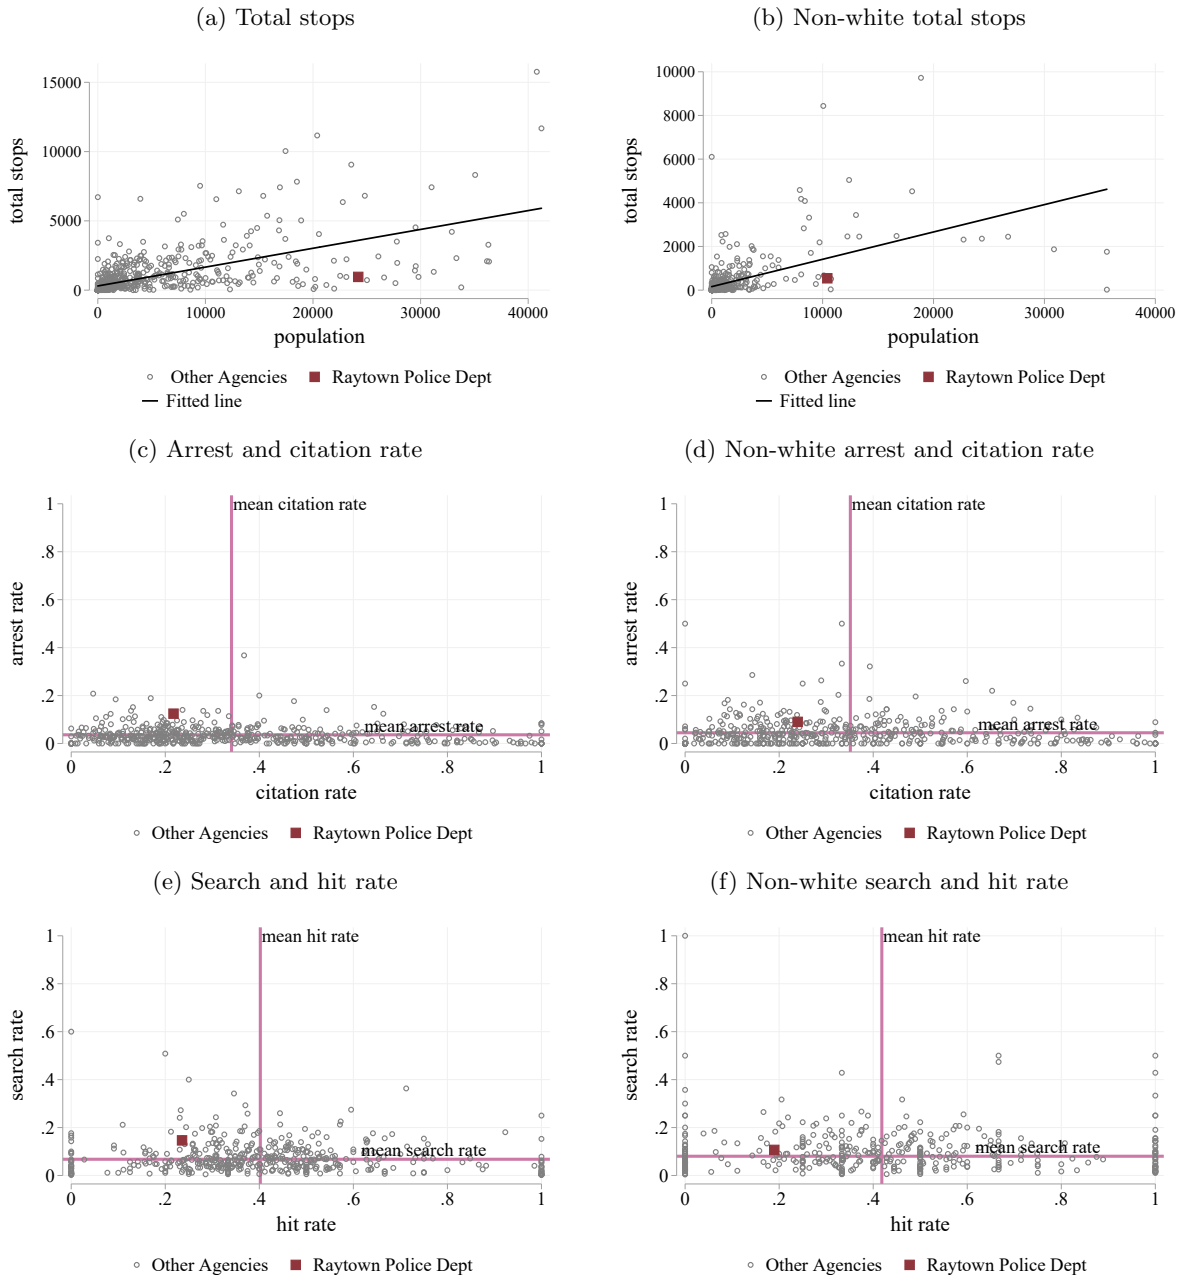 (a) Total stops
15000
10000
5000
0
total stops
0 10000 20000 30000 40000
population
Other Agencies Raytown Police Dept
Fitted line
(b) Non-white total stops
10000
8000
6000
4000
2000
0
total stops
0 10000 20000 30000 40000
population
Other Agencies Raytown Police Dept
Fitted line
(c) Arrest and citation rate
mean citation rate
1
.8
.6
.4
.2
0
arrest rate
mean arrest rate
0 .2 .4 .6 .8 1
citation rate
Other Agencies Raytown Police Dept
(d) Non-white arrest and citation rate
mean citation rate
1
.8
.6
.4
.2
0
arrest rate
mean arrest rate
0 .2 .4 .6 .8 1
citation rate
Other Agencies Raytown Police Dept
(e) Search and hit rate
mean hit rate
1
.8
.6
.4
.2
0
search rate
mean search rate
0 .2 .4 .6 .8 1
hit rate
Other Agencies Raytown Police Dept
(f) Non-white search and hit rate
mean hit rate
1
.8
.6
.4
.2
0
search rate
mean search rate
0 .2 .4 .6 .8 1
hit rate
Other Agencies Raytown Police Dept